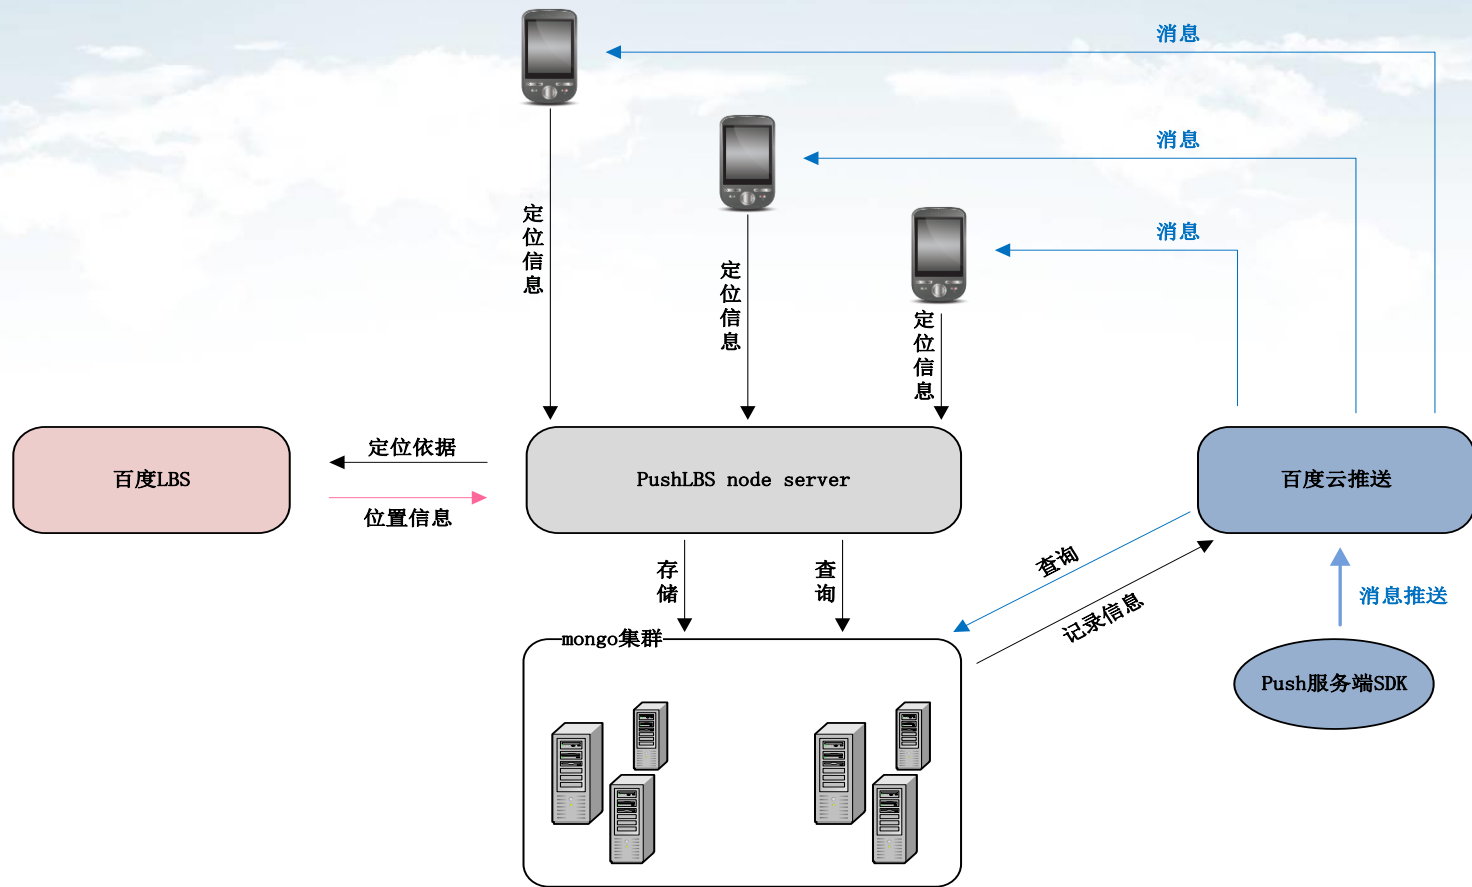 消息
消息
消息
定位信息
定位信息
定位信息
百度LBS
定位依据
位置信息
PushLBS node server
百度云推送
存储
查询
查询
记录信息
消息推送
mongo集群
Push服务端SDK